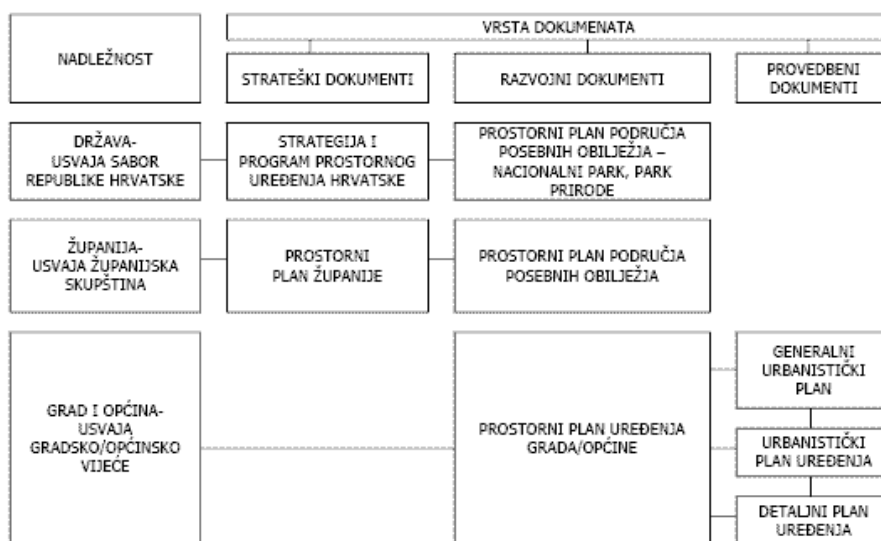 NADLEŽNOST
VRSTA DOKUMENATA
STRATEŠKI DOKUMENTI
RAZVOJNI DOKUMENTI
PROVEDBENI
DOKUMENTI
DRŽAVA-
USVAJA SABOR
REPUBLIKE HRVATSKE
STRATEGIJA I
PROGRAM PROSTORNOG
UREĐENJA HRVATSKE
PROSTORNI PLAN PODRUČJA
POSEBNIH OBILJEŽJA –
NACIONALNI PARK, PARK
PRIRODE
ŽUPANIJA-
USVAJA ŽUPANIJSKA
SKUPŠTINA
PROSTORNI
PLAN ŽUPANIJE
PROSTORNI PLAN PODRUČJA
POSEBNIH OBILJEŽJA
GRAD I OPĆINA-
USVAJA
GRADSKO/OPĆINSKO
VIJEĆE
PROSTORNI PLAN UREĐENJA
GRADA/OPĆINE
GENERALNI
URBANISTIČKI
PLAN
URBANISTIČKI
PLAN UREĐENJA
DETALJNI PLAN
UREĐENJA